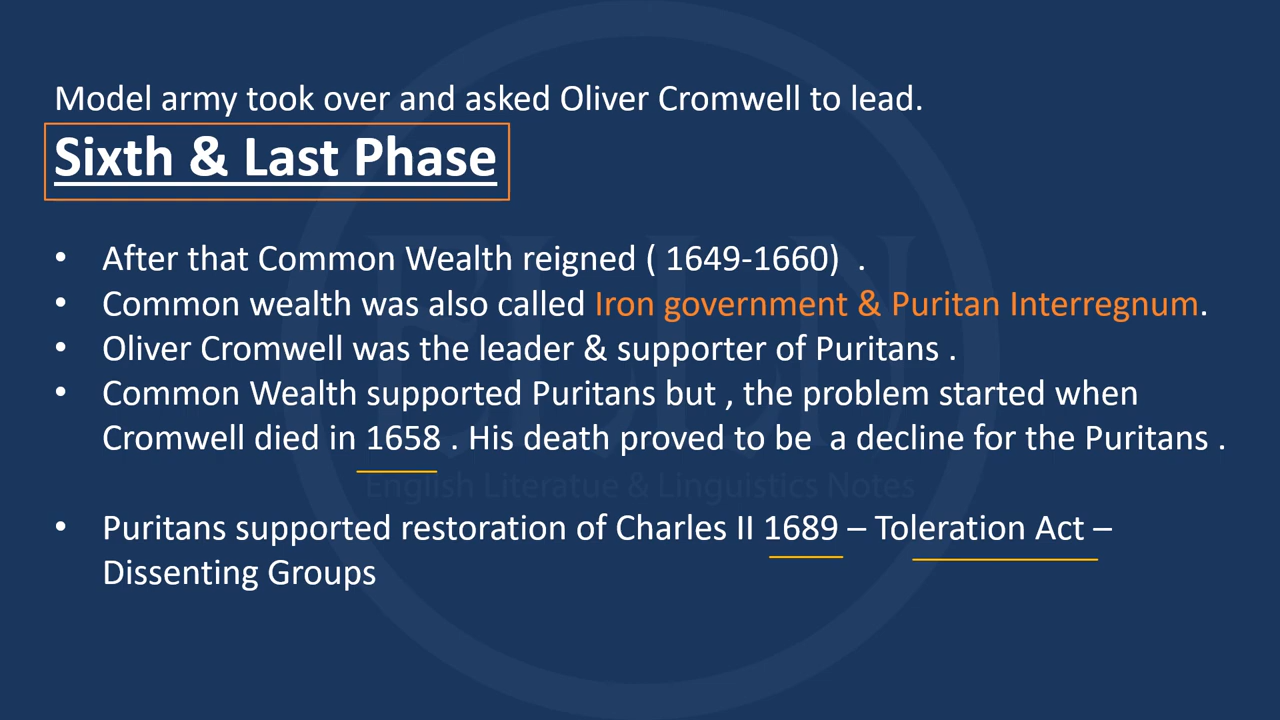 Model army took over and asked Oliver Cromwell to lead.
Sixth & Last Phase
• After that Common Wealth reigned ( 1649-1660)  .
• Common wealth was also called Iron government & Puritan Interregnum.
• Oliver Cromwell was the leader & supporter of Puritans .
• Common Wealth supported Puritans but , the problem started when
Cromwell died in 1658 . His death proved to be  a decline for the Puritans .
English Literatue & Linguistics Notes
• Puritans supported restoration of Charles II 1689 – Toleration Act –
Dissenting Groups
ELLN